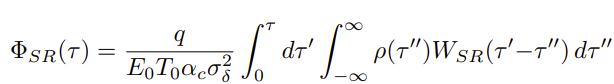 Φ_{SR}(τ) = \frac{q}{E_0 T_0 α_c σ_δ^2} ∫_0^τ dτ′ ∫_{-∞}^{∞} ρ(τ″) W_{SR}(τ′−τ″) dτ″